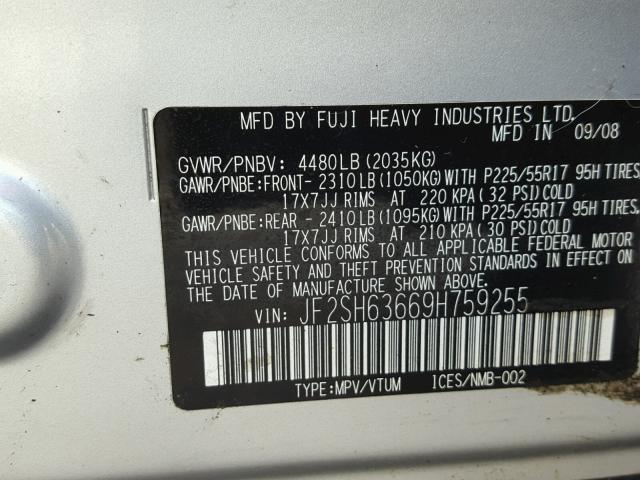 MFD BY FUJI HEAVY INDUSTRIES LTD.
MFD IN 09/08
GVWR/PNBV: 4480LB(2035KG)
GAWR/PNBE:FRONT- 2310LB(1050KG)WITH P225/55R17 95H TIRES,
17X7JJ RIMS AT 220 KPA( 32 PSI)COLD
GAWR/PNBE:REAR - 2410LB(1095KG)WITH P225/55R17 95H TIRES,
17X7JJ RIMS AT 210 KPA( 30 PSI)COLD
THIS VEHICLE CONFORMS TO ALL APPLICABLE FEDERAL MOTOR
VEHICLE SAFETY AND THEFT PREVENTION STANDARDS IN EFFECT ON
THE DATE OF MANUFACTURE SHOWN ABOVE.
VIN: JF2SH63669H759255
TYPE:MPV/VTUM ICES/NMB-002